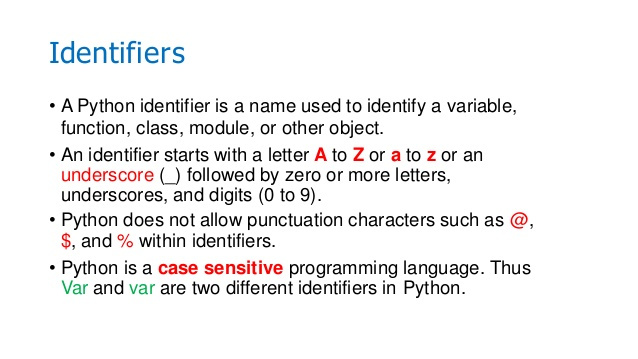 Identifiers
• A Python identifier is a name used to identify a variable,
function, class, module, or other object.
• An identifier starts with a letter A to Z or a to z or an
underscore (_) followed by zero or more letters,
underscores, and digits (0 to 9).
• Python does not allow punctuation characters such as @,
$, and % within identifiers.
• Python is a case sensitive programming language. Thus
Var and var are two different identifiers in Python.